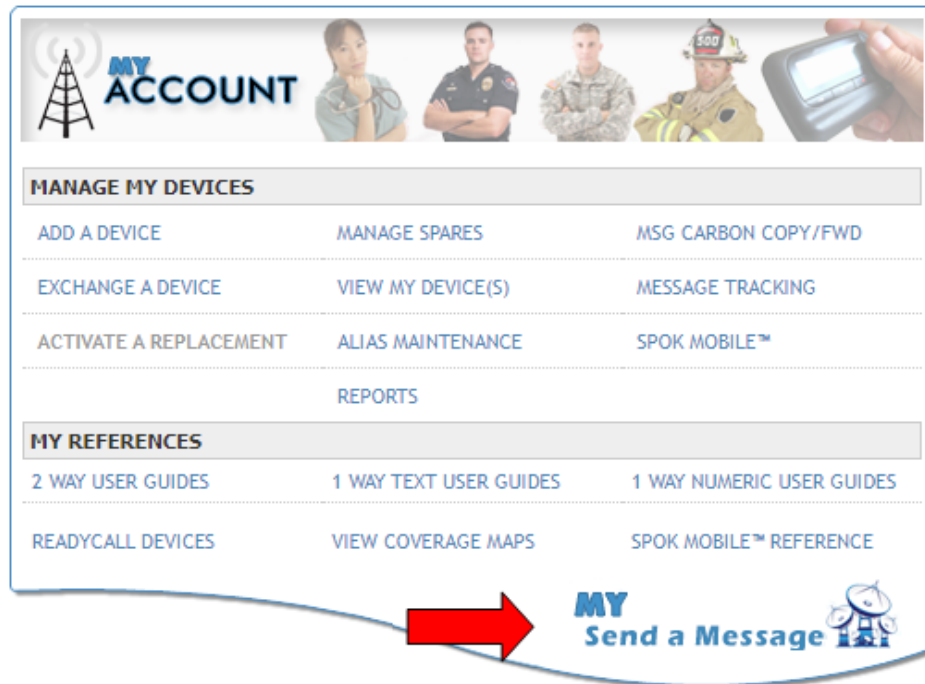 MY
ACCOUNT
500
MANAGE MY DEVICES
ADD A DEVICE MANAGE SPARES MSG CARBON COPY/FWD
EXCHANGE A DEVICE VIEW MY DEVICE(S) MESSAGE TRACKING
ACTIVATE A REPLACEMENT ALIAS MAINTENANCE SPOK MOBILE™
REPORTS
MY REFERENCES
2 WAY USER GUIDES 1 WAY TEXT USER GUIDES 1 WAY NUMERIC USER GUIDES
READYCALL DEVICES VIEW COVERAGE MAPS SPOK MOBILE™ REFERENCE
MY
Send a Message